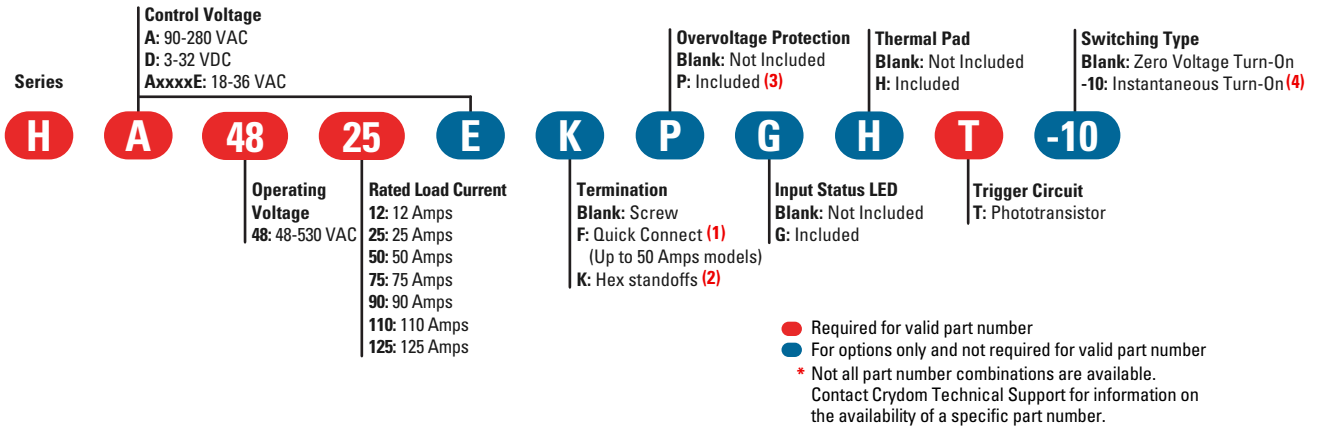 Control Voltage
A: 90-280 VAC
D: 3-32 VDC
AxxxxE: 18-36 VAC
Overvoltage Protection
Blank: Not Included
P: Included (3)
Thermal Pad
Blank: Not Included
H: Included
Switching Type
Blank: Zero Voltage Turn-On
-10: Instantaneous Turn-On (4)
Series
H A 48 25 E K P G H T -10
Operating
Voltage
48: 48-530 VAC
Rated Load Current
12: 12 Amps
25: 25 Amps
50: 50 Amps
75: 75 Amps
90: 90 Amps
110: 110 Amps
125: 125 Amps
Termination
Blank: Screw
F: Quick Connect (1)
(Up to 50 Amps models)
K: Hex standoffs (2)
Input Status LED
Blank: Not Included
G: Included
Trigger Circuit
T: Phototransistor
Required for valid part number
For options only and not required for valid part number
* Not all part number combinations are available.
Contact Crydom Technical Support for information on
the availability of a specific part number.